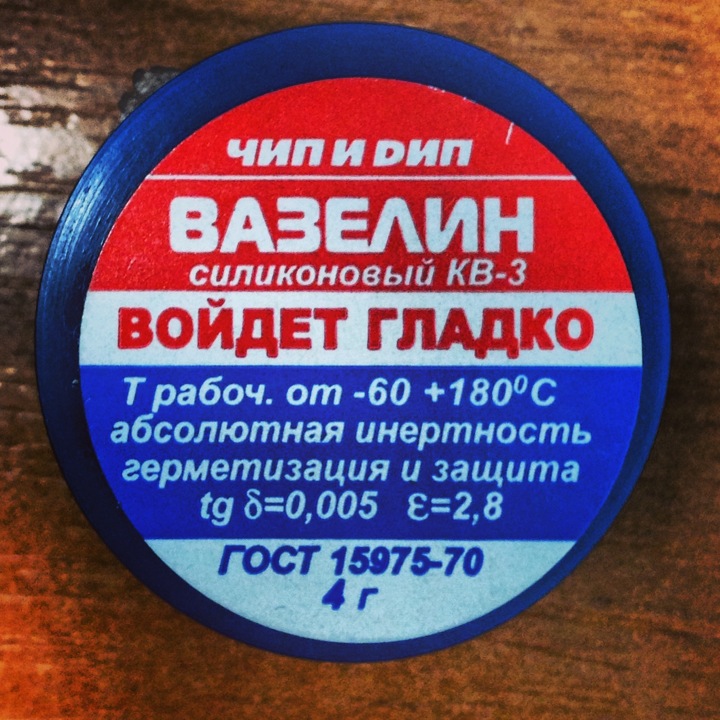 ЧИП И DИП
ВАЗЕЛИН
силиконовый КВ-3
ВОЙДЕТ ГЛАДКО
Т рабоч. от -60 +180⁰С
абсолютная инертность
герметизация и защита
tg δ=0,005 ε=2,8
ГОСТ 15975-70
4 г